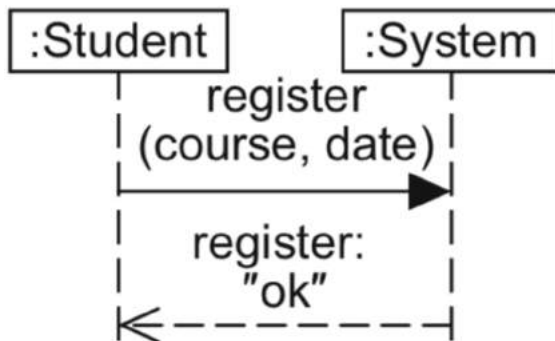 :Student
:System
register
(course, date)
register:
"ok"